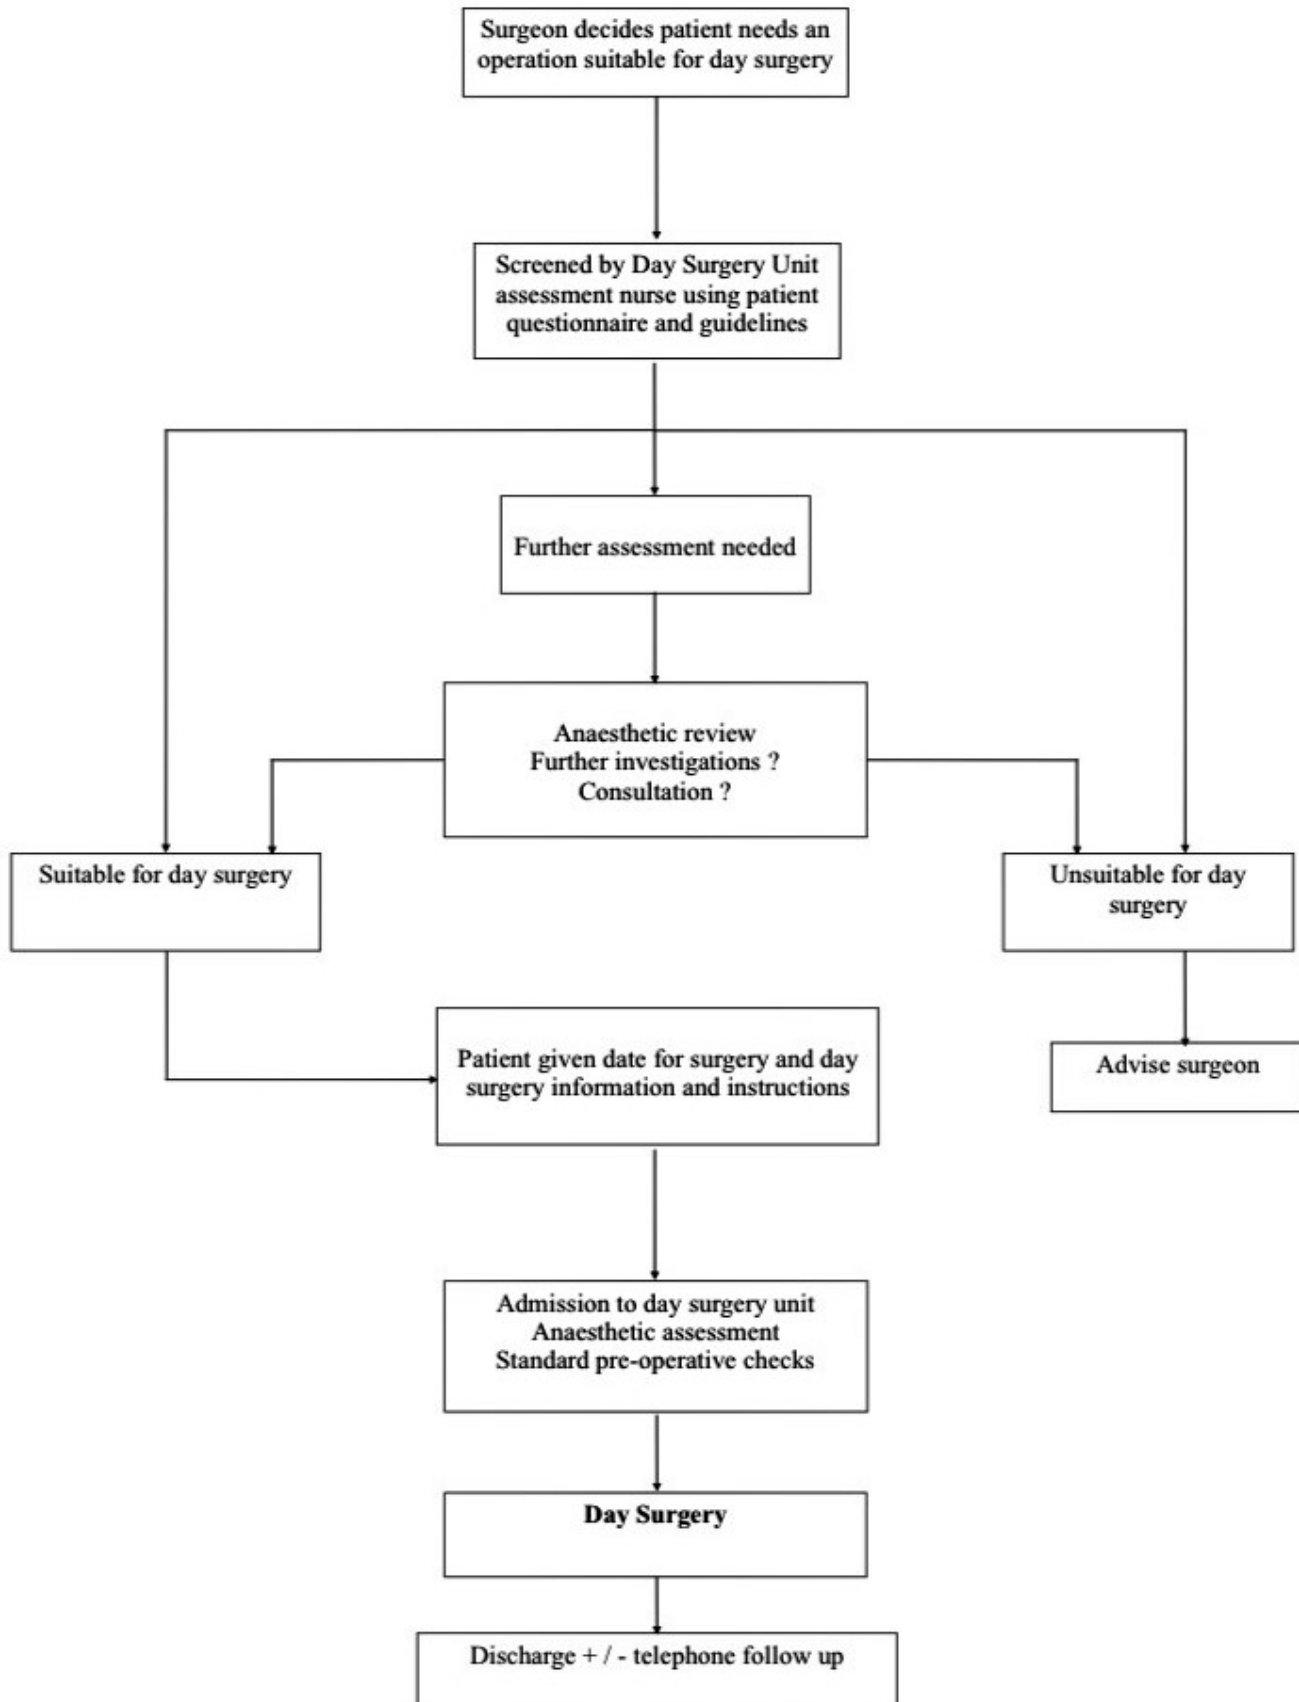 Surgeon decides patient needs an
operation suitable for day surgery
Screened by Day Surgery Unit
assessment nurse using patient
questionnaire and guidelines
Further assessment needed
Anaesthetic review
Further investigations ?
Consultation ?
Suitable for day surgery
Unsuitable for day
surgery
Patient given date for surgery and day
surgery information and instructions
Advise surgeon
Admission to day surgery unit
Anaesthetic assessment
Standard pre-operative checks
Day Surgery
Discharge + / - telephone follow up